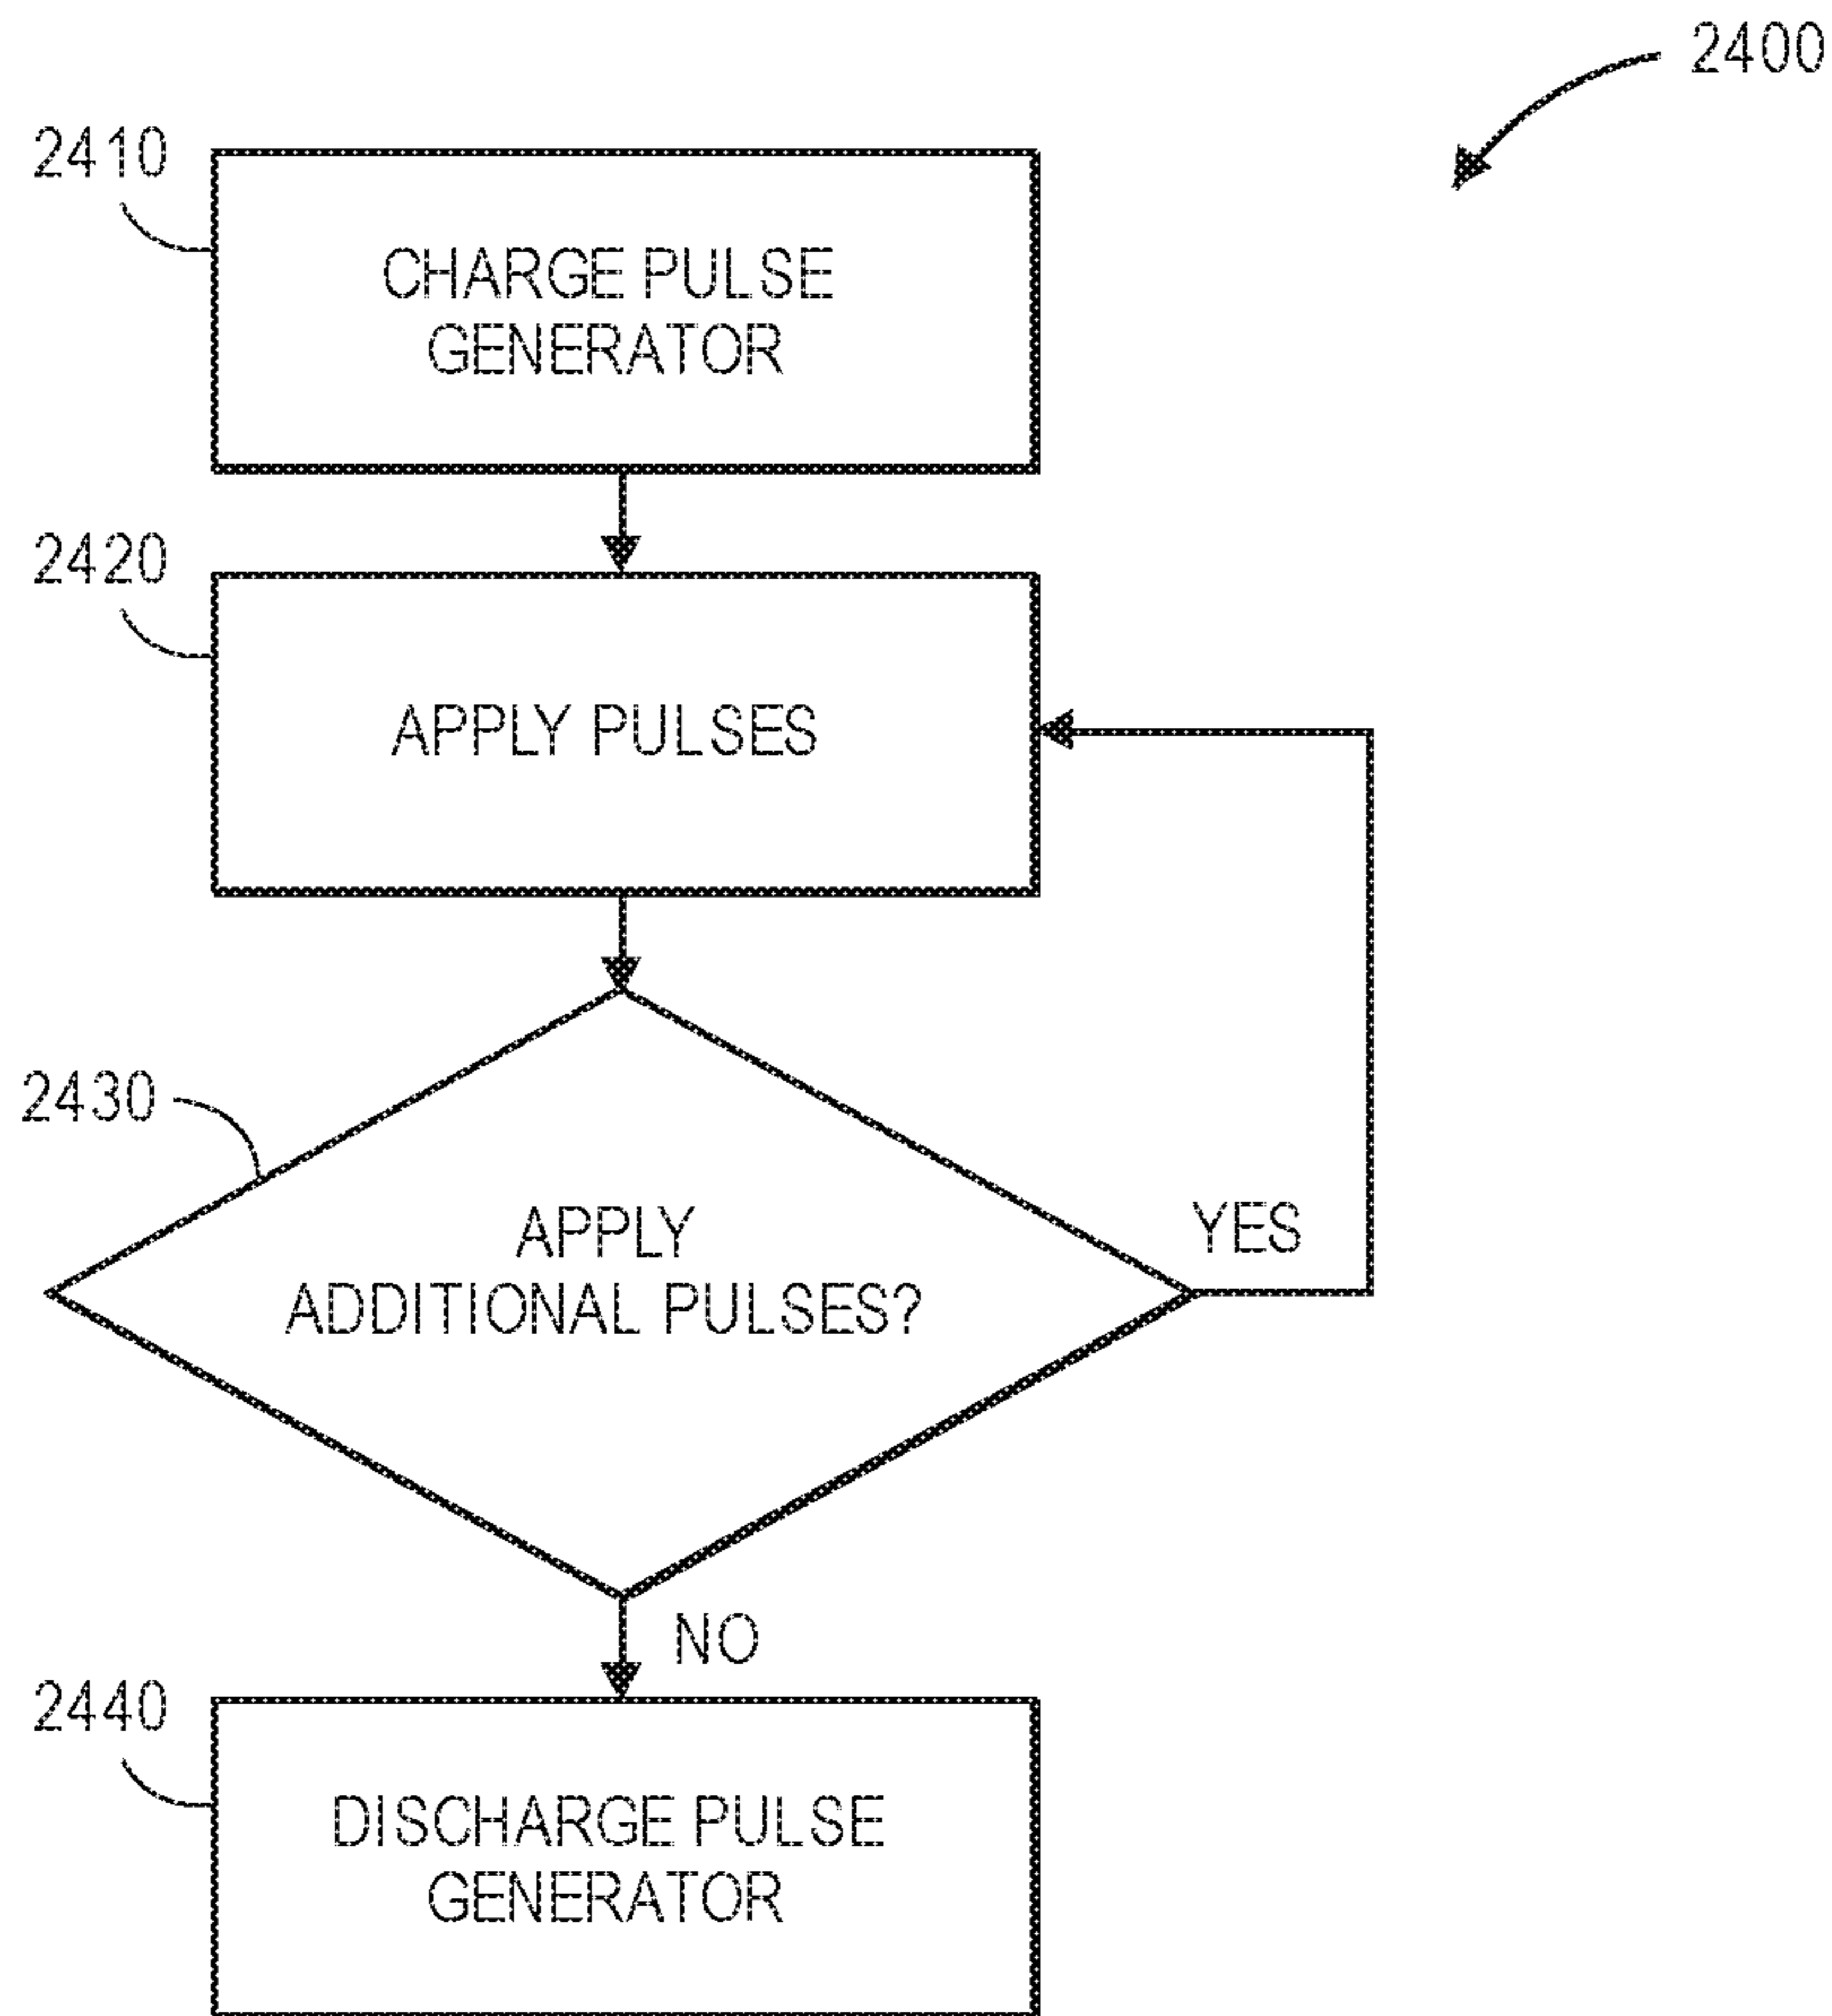 2400
2410
CHARGE PULSE
GENERATOR
2420
APPLY PULSES
2430
APPLY
ADDITIONAL PULSES?
YES
NO
2440
DISCHARGE PULSE
GENERATOR